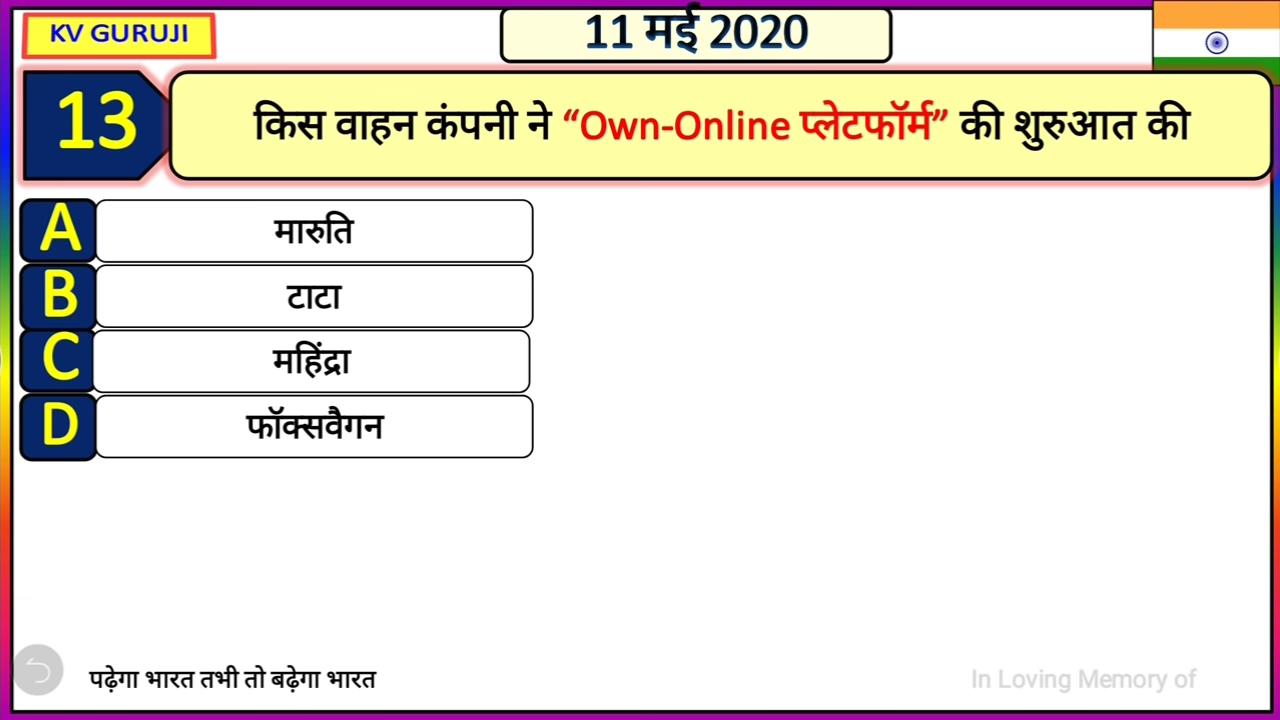 KV GURUJI
11 मई 2020
13
किस वाहन कंपनी ने “Own-Online प्लेटफॉर्म” की शुरुआत की
A मारुति
B टाटा
C महिंद्रा
D फॉक्सवैगन
पढ़ेगा भारत तभी तो बढ़ेगा भारत
In Loving Memory of